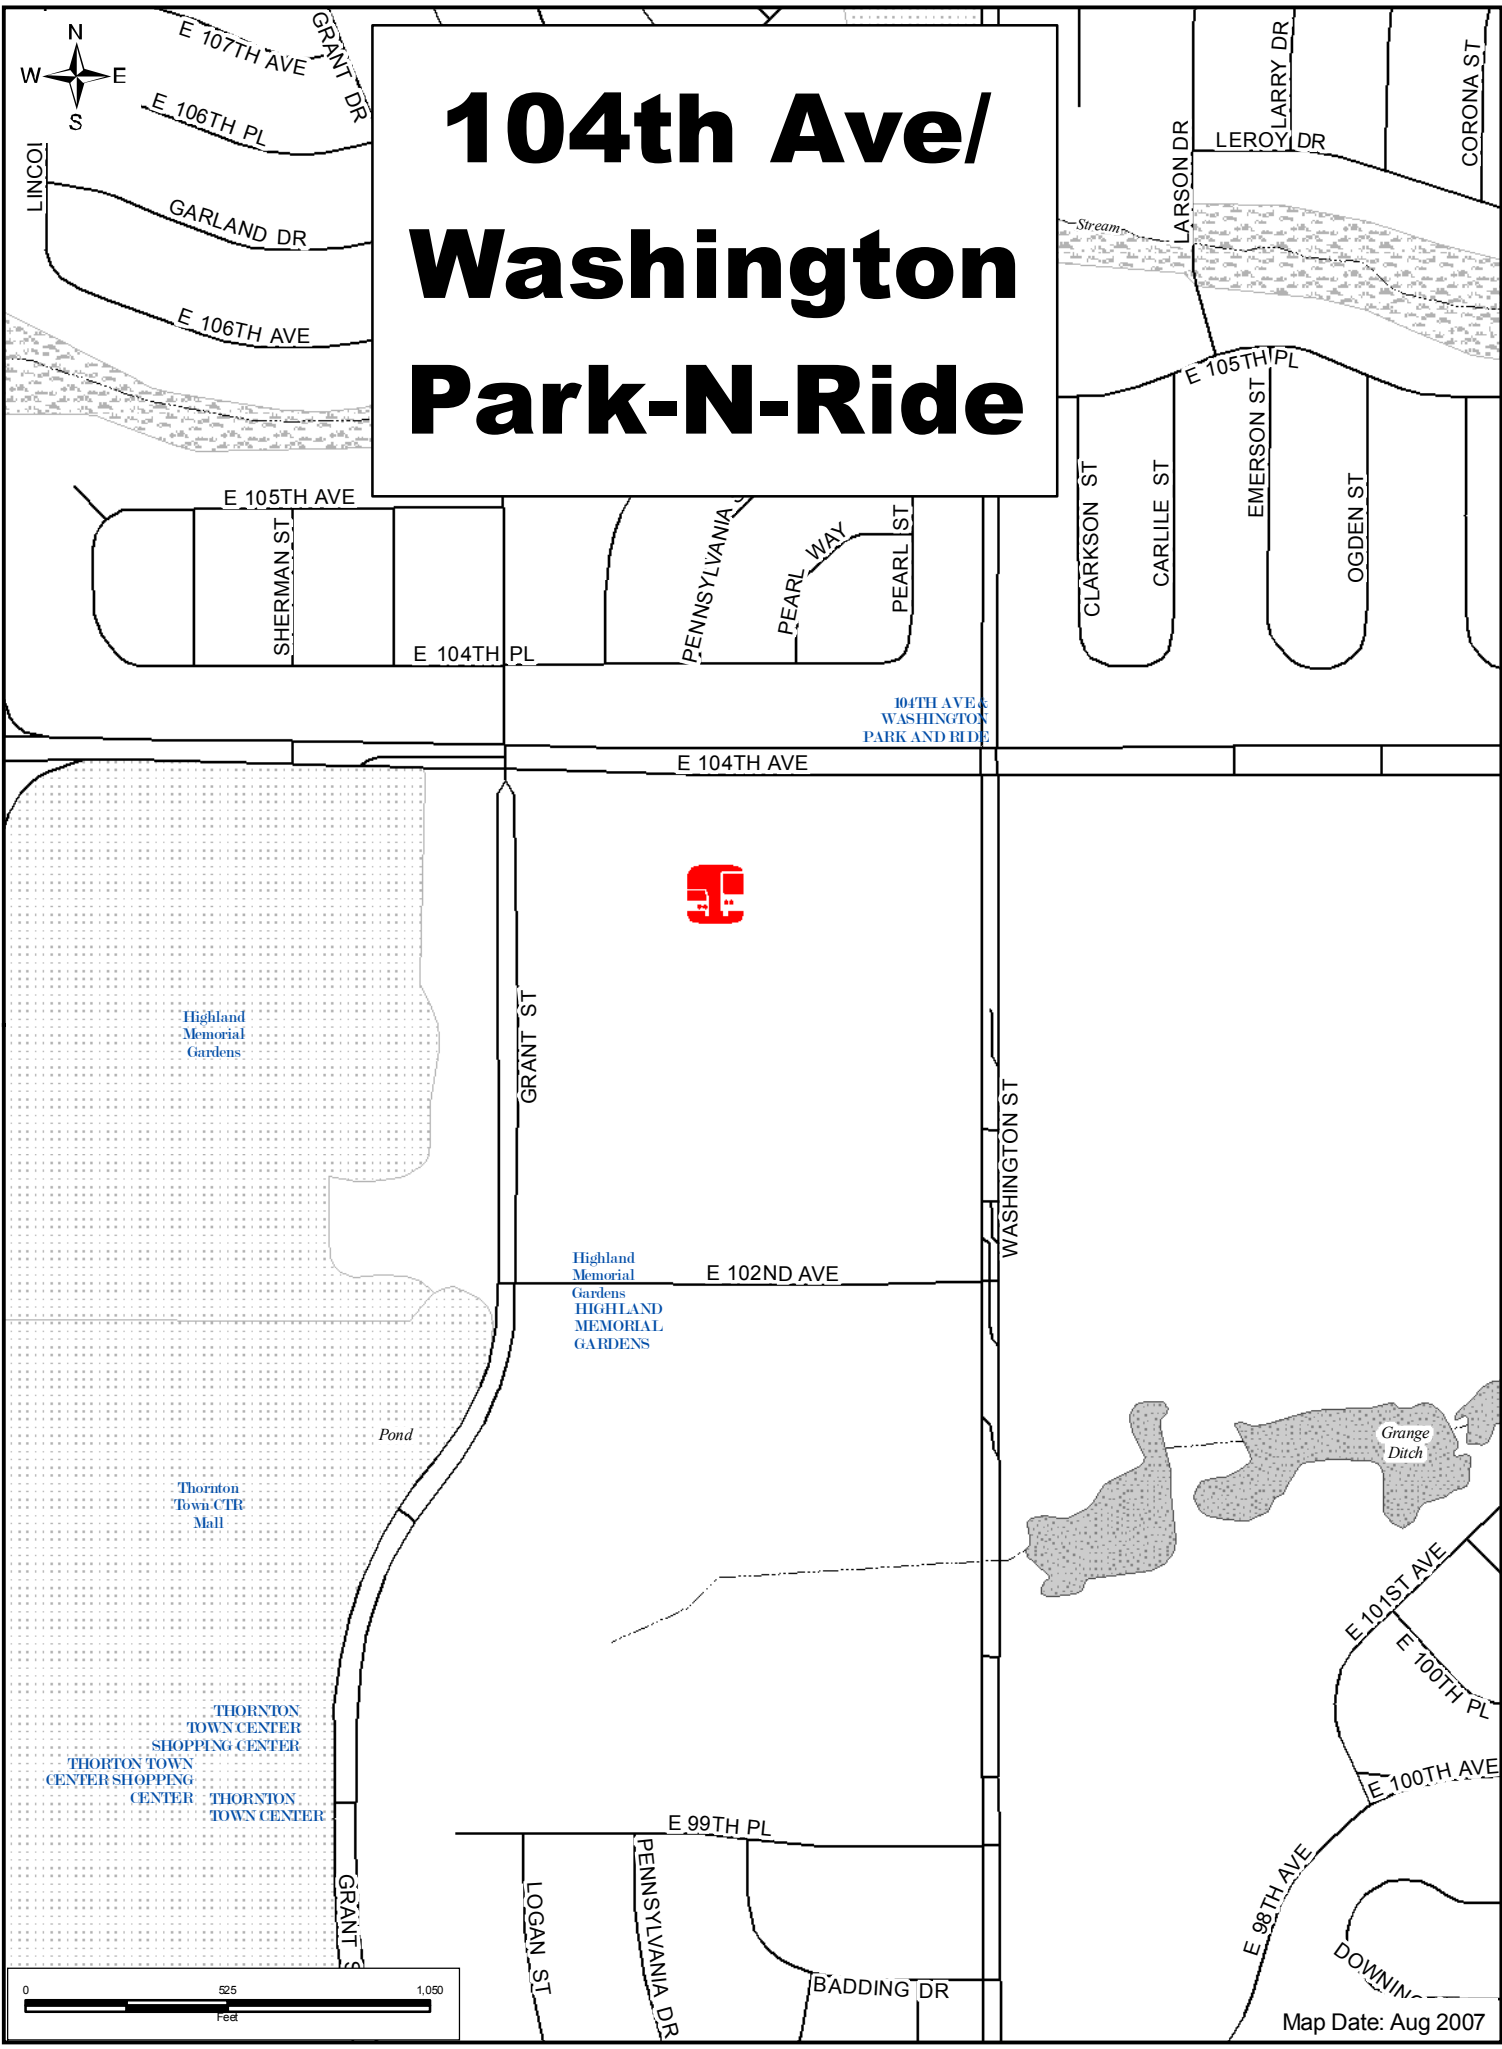 104th Ave/
Washington
Park-N-Ride
N
W
E
S
E 107TH AVE
GRANT DR
E 106TH PL
LINCOL
GARLAND DR
E 106TH AVE
LARRY DR
CORONA ST
LEROY DR
LARSON DR
Stream
E 105TH PL
E 105TH AVE
SHERMAN ST
PENNSYLVANIA
PEARL WAY
PEARL ST
CLARKSON ST
CARLILE ST
EMERSON ST
OGDEN ST
E 104TH PL
104TH AVE &
WASHINGTON
PARK AND RIDE
E 104TH AVE
GRANT ST
Highland
Memorial
Gardens
WASHINGTON ST
Highland
Memorial
Gardens
HIGHLAND
MEMORIAL
GARDENS
E 102ND AVE
Pond
Grange
Ditch
Thornton
Town CTR
Mall
E 101ST AVE
E 100TH PL
THORNTON
TOWN CENTER
SHOPPING CENTER
THORTON TOWN
CENTER SHOPPING
CENTER
THORNTON
TOWN CENTER
E 100TH AVE
E 99TH PL
E 98TH AVE
GRANT S
LOGAN ST
PENNSYLVANIA DR
BADDING DR
DOWNING
0 525 1,050
Feet
Map Date: Aug 2007